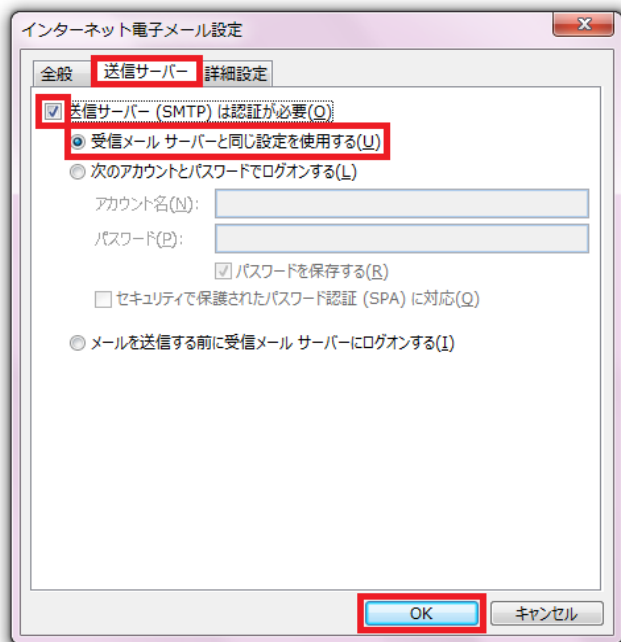 インターネット電子メール設定
全般 送信サーバー 詳細設定
送信サーバー (SMTP) は認証が必要(O)
受信メール サーバーと同じ設定を使用する(U)
次のアカウントとパスワードでログオンする(L)
アカウント名(N):
パスワード(P):
パスワードを保存する(R)
セキュリティで保護されたパスワード認証 (SPA) に対応(Q)
メールを送信する前に受信メール サーバーにログオンする(I)
OK キャンセル